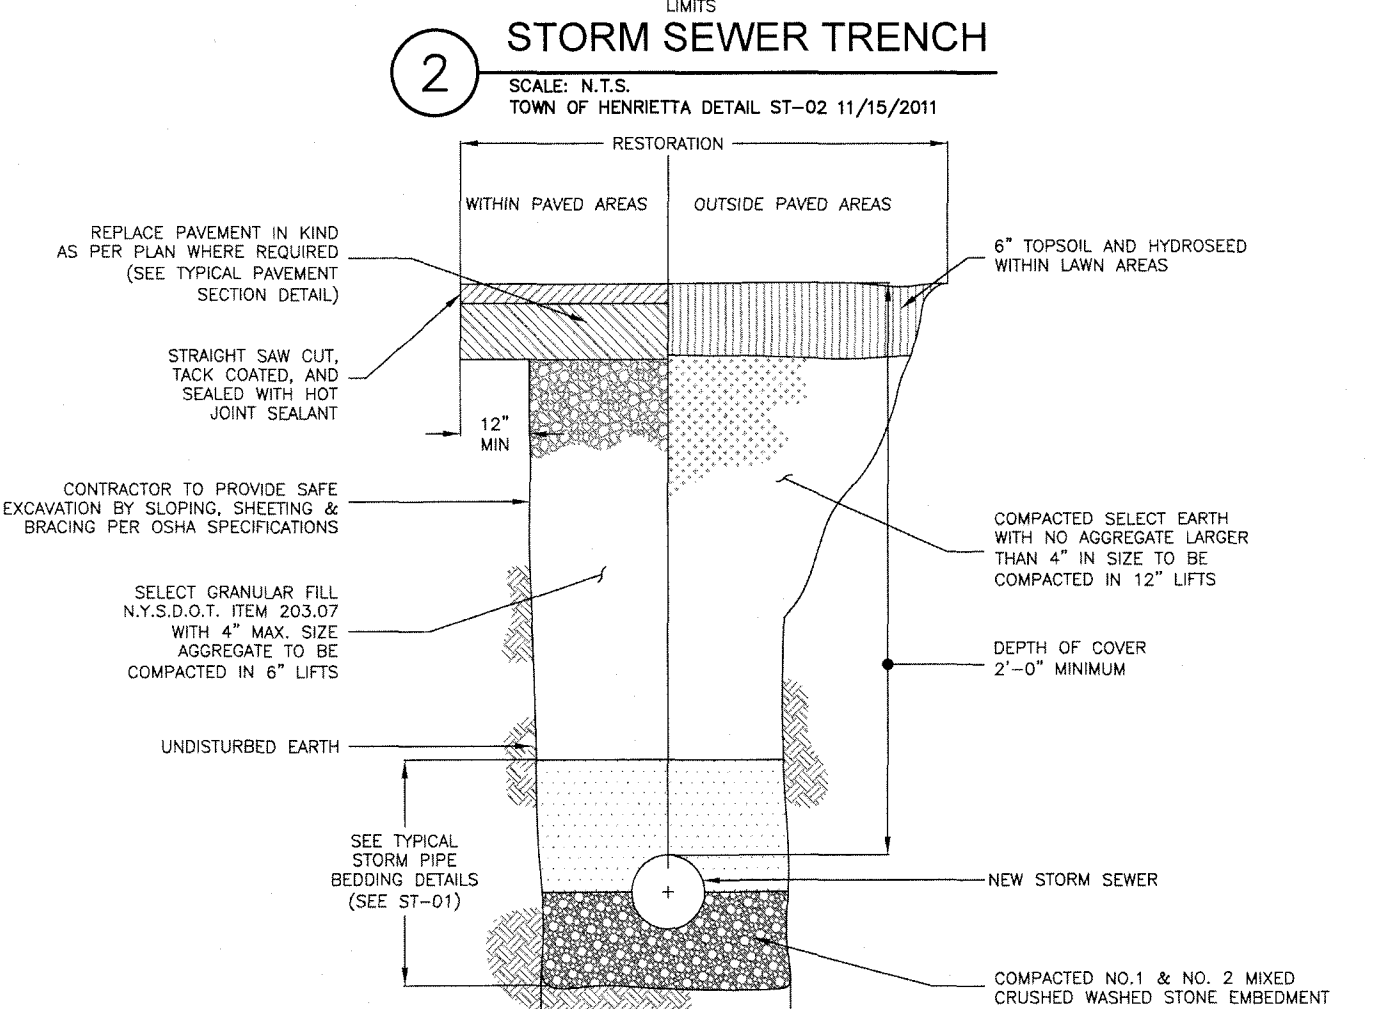 LIMITS
2
STORM SEWER TRENCH
SCALE: N.T.S.
TOWN OF HENRIETTA DETAIL ST-02 11/15/2011
RESTORATION
WITHIN PAVED AREAS
OUTSIDE PAVED AREAS
REPLACE PAVEMENT IN KIND
AS PER PLAN WHERE REQUIRED
(SEE TYPICAL PAVEMENT
SECTION DETAIL)
6" TOPSOIL AND HYDROSEED
WITHIN LAWN AREAS
STRAIGHT SAW CUT,
TACK COATED, AND
SEALED WITH HOT
JOINT SEALANT
12"
MIN
CONTRACTOR TO PROVIDE SAFE
EXCAVATION BY SLOPING, SHEETING &
BRACING PER OSHA SPECIFICATIONS
COMPACTED SELECT EARTH
WITH NO AGGREGATE LARGER
THAN 4" IN SIZE TO BE
COMPACTED IN 12" LIFTS
SELECT GRANULAR FILL
N.Y.S.D.O.T. ITEM 203.07
WITH 4" MAX. SIZE
AGGREGATE TO BE
COMPACTED IN 6" LIFTS
DEPTH OF COVER
2'-0" MINIMUM
UNDISTURBED EARTH
SEE TYPICAL
STORM PIPE
BEDDING DETAILS
(SEE ST-01)
NEW STORM SEWER
COMPACTED NO.1 & NO. 2 MIXED
CRUSHED WASHED STONE EMBEDMENT